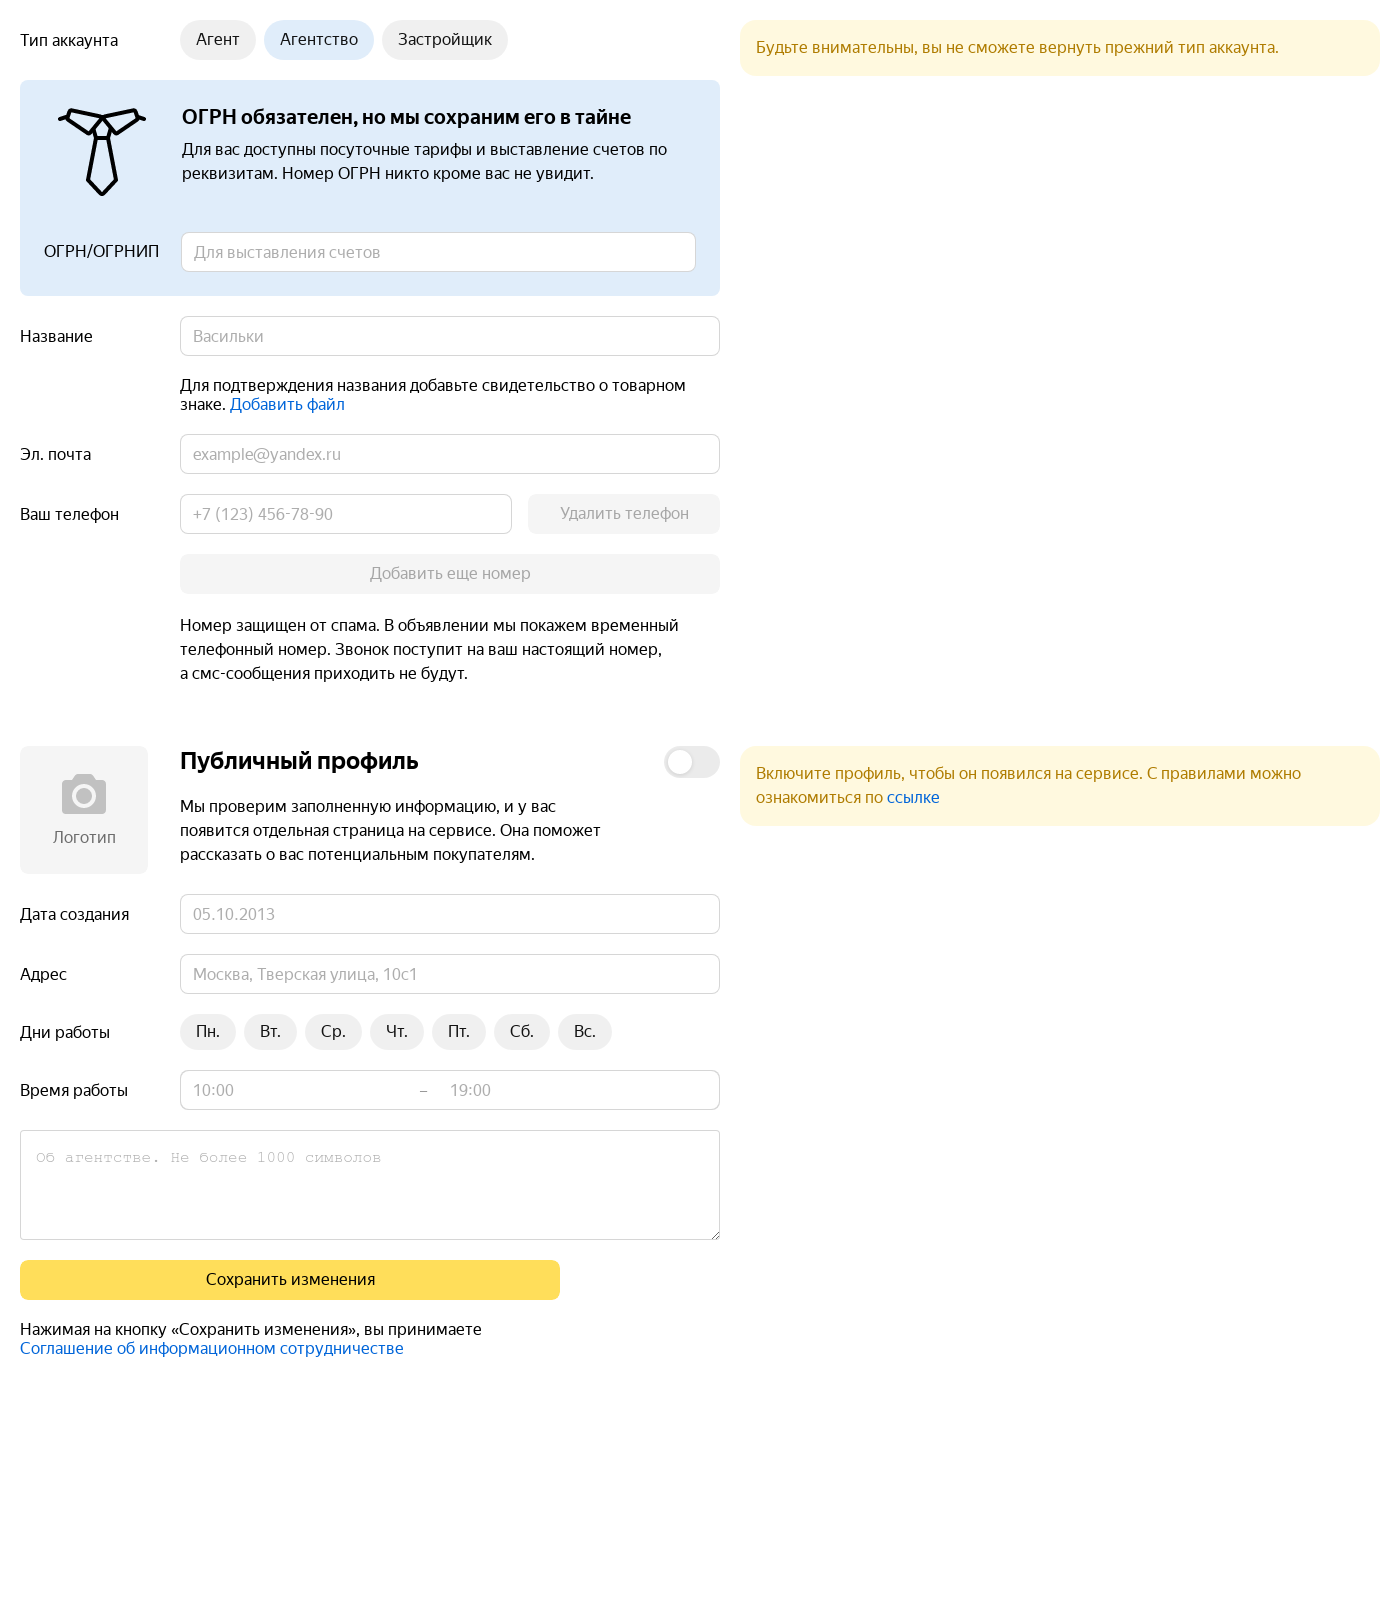 Тип аккаунта
Агент
Агентство
Застройщик
Будьте внимательны, вы не сможете вернуть прежний тип аккаунта.
ОГРН обязателен, но мы сохраним его в тайне
Для вас доступны посуточные тарифы и выставление счетов по
реквизитам. Номер ОГРН никто кроме вас не увидит.
ОГРН/ОГРНИП
Для выставления счетов
Название
Васильки
Для подтверждения названия добавьте свидетельство о товарном
знаке. Добавить файл
Эл. почта
example@yandex.ru
Ваш телефон
+7 (123) 456-78-90
Удалить телефон
Добавить еще номер
Номер защищен от спама. В объявлении мы покажем временный
телефонный номер. Звонок поступит на ваш настоящий номер,
а смс-сообщения приходить не будут.
Логотип
Публичный профиль
Мы проверим заполненную информацию, и у вас
появится отдельная страница на сервисе. Она поможет
рассказать о вас потенциальным покупателям.
Включите профиль, чтобы он появился на сервисе. С правилами можно
ознакомиться по ссылке
Дата создания
05.10.2013
Адрес
Москва, Тверская улица, 10с1
Дни работы
Пн.
Вт.
Ср.
Чт.
Пт.
Сб.
Вс.
Время работы
10:00 – 19:00
Об агентстве. Не более 1000 символов
Сохранить изменения
Нажимая на кнопку «Сохранить изменения», вы принимаете
Соглашение об информационном сотрудничестве